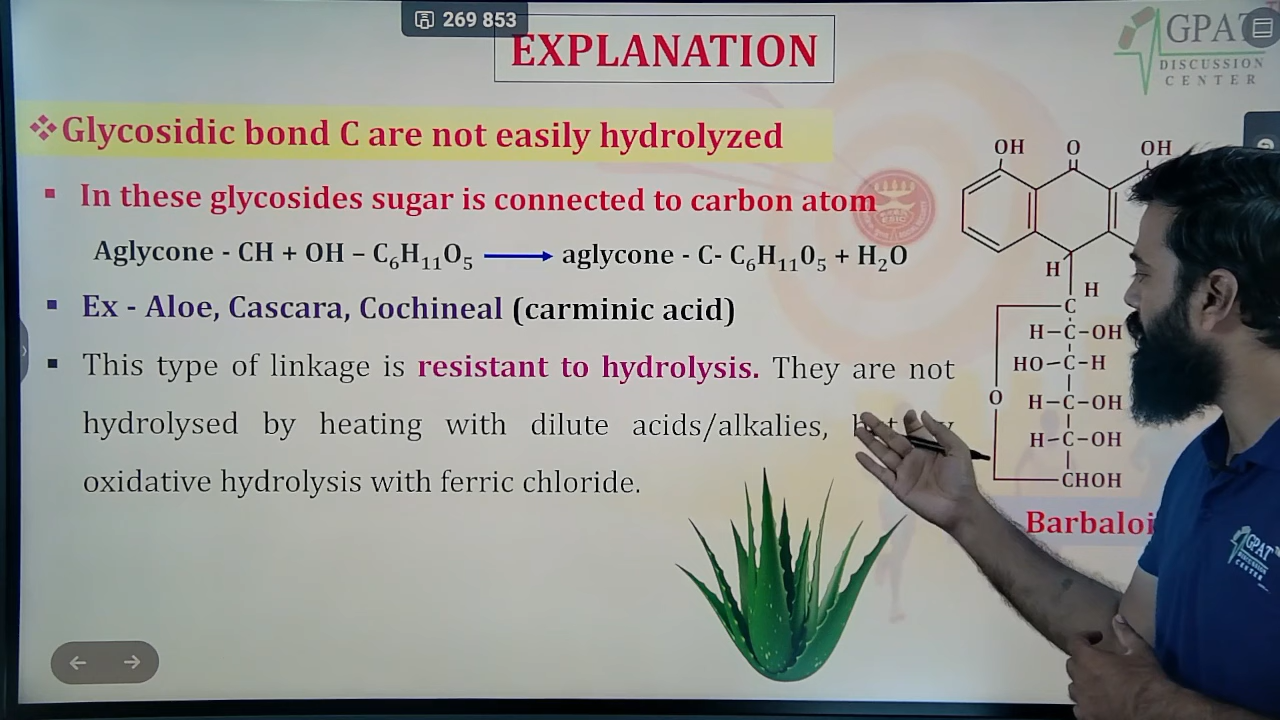 269 853
EXPLANATION
GPAT
DISCUSSION
CENTER
❖Glycosidic bond C are not easily hydrolyzed
▪ In these glycosides sugar is connected to carbon atom
Aglycone - CH + OH – C₆H₁₁O₅ ⟶ aglycone - C- C₆H₁₁0₅ + H₂O
▪ Ex - Aloe, Cascara, Cochineal (carminic acid)
▪ This type of linkage is resistant to hydrolysis. They are not
hydrolysed by heating with dilute acids/alkalies,
oxidative hydrolysis with ferric chloride.
OH O OH
H
H
C
H–C–OH
HO–C–H
O H–C–OH
H–C–OH
CHOH
Barbaloi
GPAT
DISCUSSION
CENTER